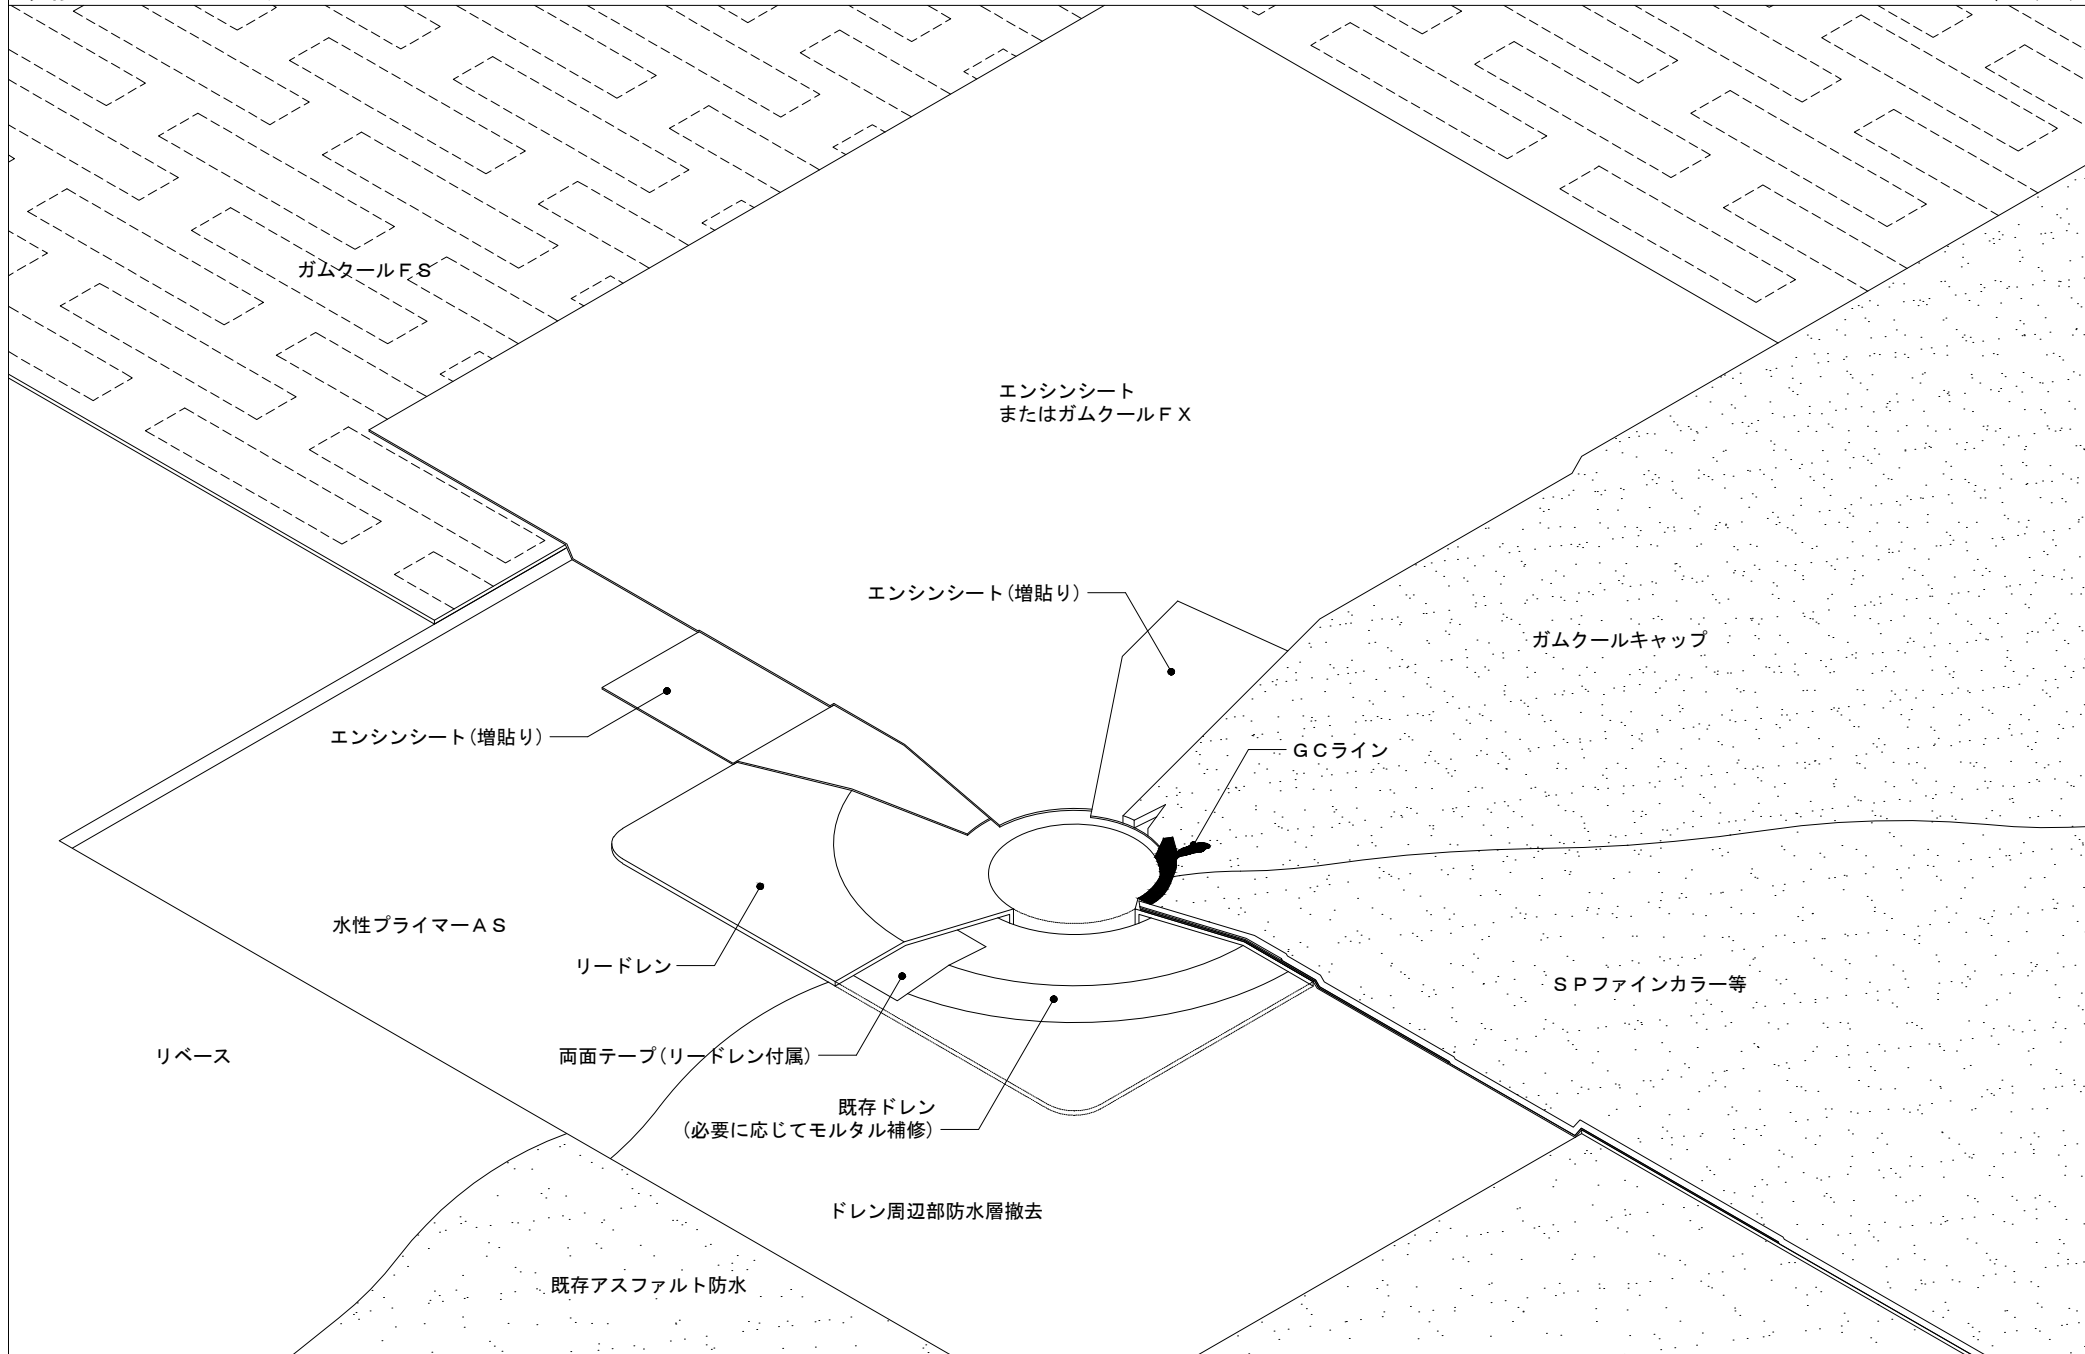 ガムクールＦＳ
エンシンシート
またはガムクールＦＸ
エンシンシート(増貼り)
ガムクールキャップ
エンシンシート(増貼り)
ＧＣライン
水性プライマーＡＳ
リードレン
ＳＰファインカラー等
リベース
両面テープ(リードレン付属)
既存ドレン
(必要に応じてモルタル補修)
ドレン周辺部防水層撤去
既存アスファルト防水